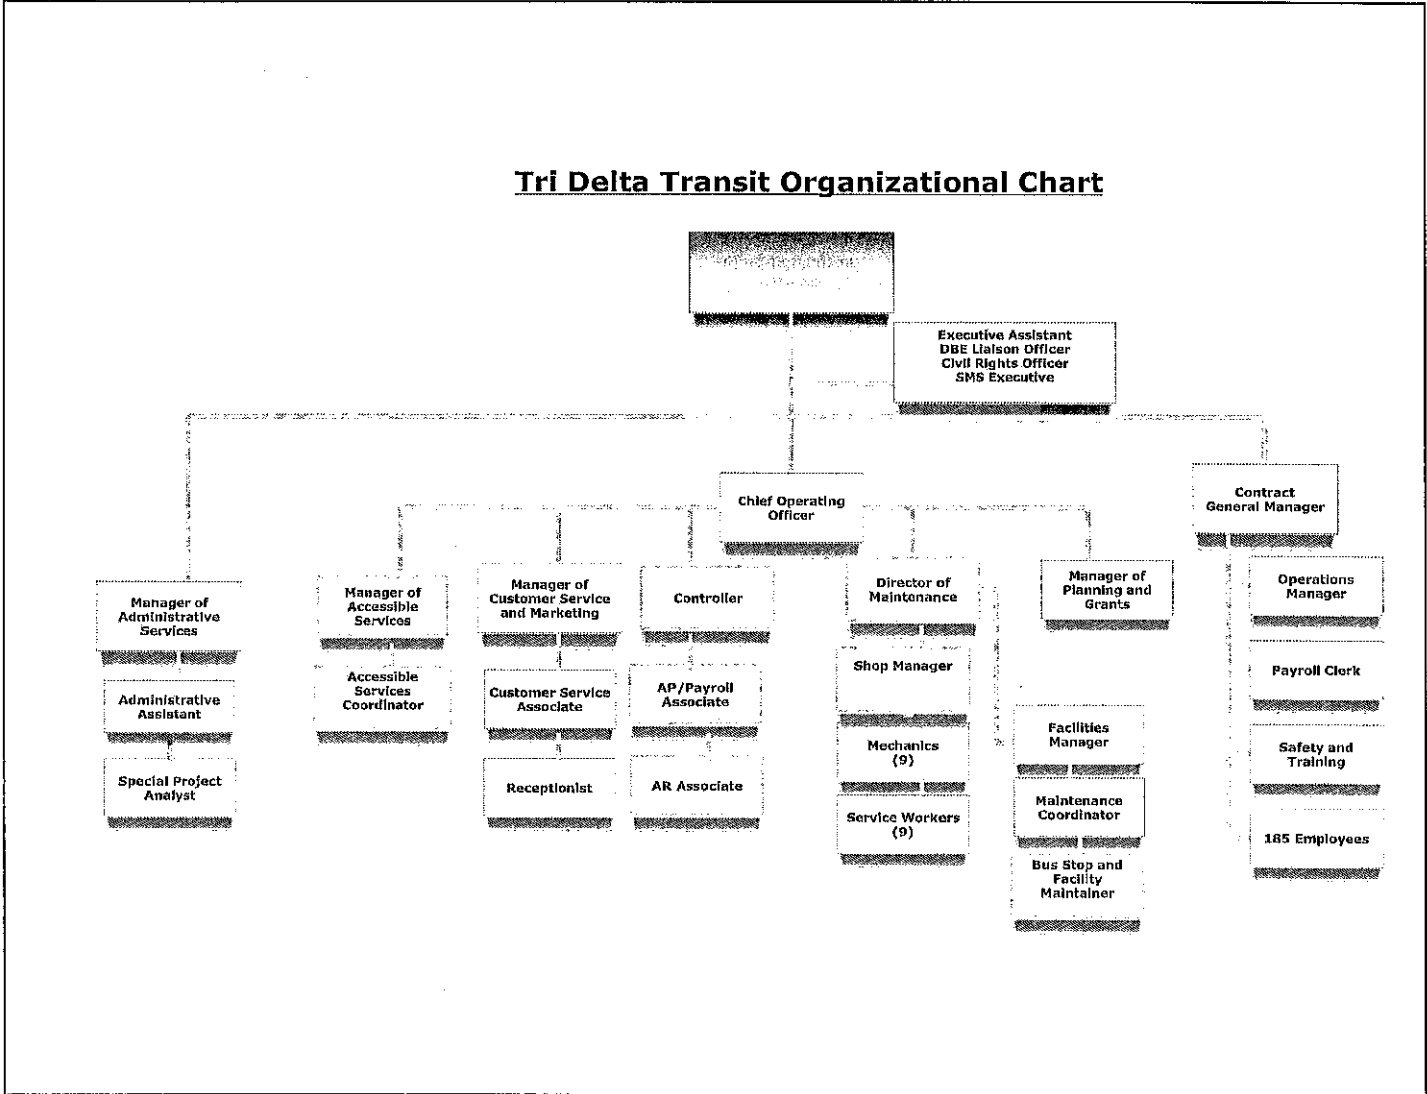 Tri Delta Transit Organizational Chart
Executive Assistant
DBE Liaison Officer
Civil Rights Officer
SMS Executive
Chief Operating
Officer
Contract
General Manager
Manager of
Administrative
Services
Administrative
Assistant
Special Project
Analyst
Manager of
Accessible
Services
Accessible
Services
Coordinator
Manager of
Customer Service
and Marketing
Customer Service
Associate
Receptionist
Controller
AP/Payroll
Associate
AR Associate
Director of
Maintenance
Shop Manager
Mechanics
(9)
Service Workers
(9)
Facilities
Manager
Maintenance
Coordinator
Bus Stop and
Facility
Maintainer
Manager of
Planning and
Grants
Operations
Manager
Payroll Clerk
Safety and
Training
185 Employees